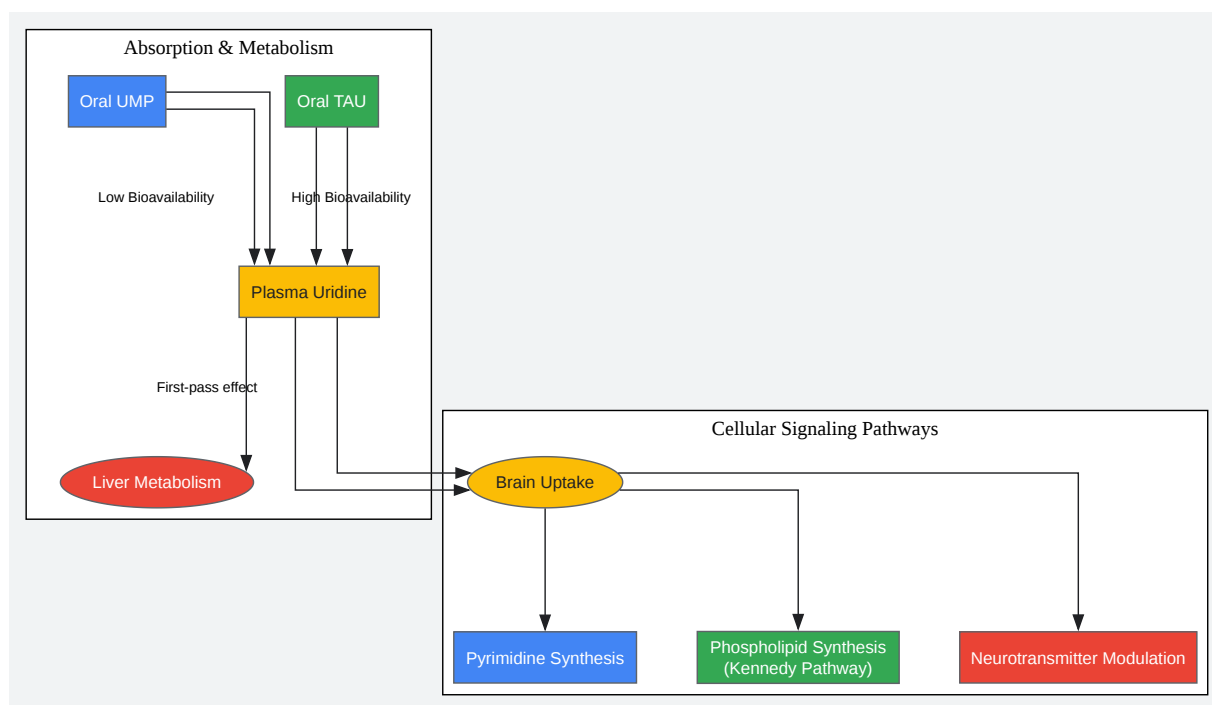 Absorption & Metabolism
Oral UMP
Oral TAU
Low Bioavailability
High Bioavailability
Plasma Uridine
First-pass effect
Liver Metabolism
Cellular Signaling Pathways
Brain Uptake
Pyrimidine Synthesis
Phospholipid Synthesis
(Kennedy Pathway)
Neurotransmitter Modulation